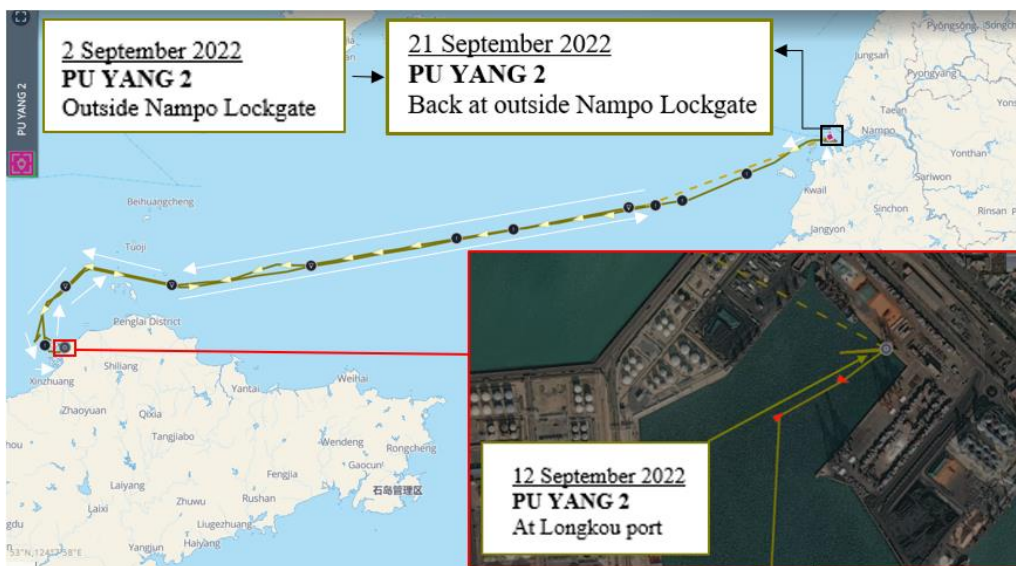 PU YANG 2
2 September 2022
PU YANG 2
Outside Nampo Lockgate
21 September 2022
PU YANG 2
Back at outside Nampo Lockgate
Pyŏngsŏng
Jungsan
Pyongyang
Taean
Nampo
Yonthan
Sariwon
Kwail
Sinchon
Rinsan
Jangyon
Beihuangcheng
Tuoji
Penglai District
Xinzhuang
Shiliang
Yantai
Weihai
Zhaoyuan
Qixia
Tangjiabo
Wendeng
Rongcheng
Gaocun
石岛管理区
Fengjia
Laiyang
Zhuwu
Rushan
Laixi
Liugezhuang
Yangjun
Haiyang
12 September 2022
PU YANG 2
At Longkou port